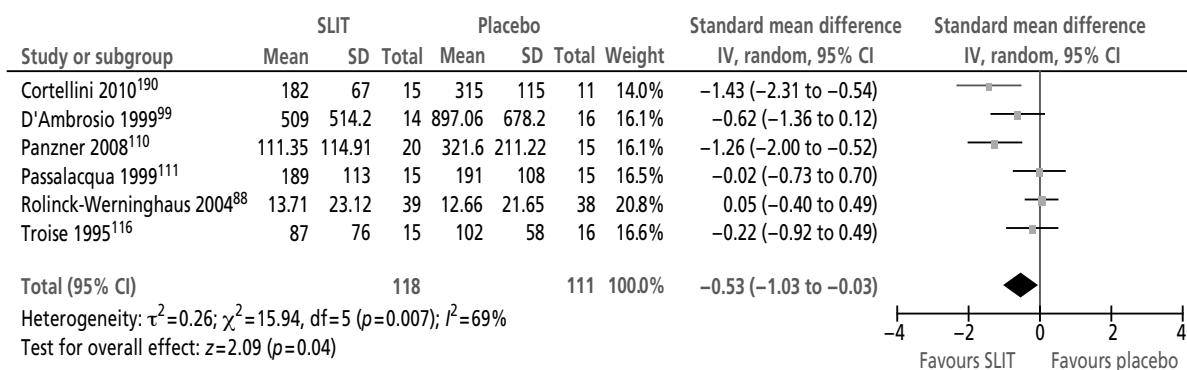 SLIT Placebo Standard mean difference Standard mean difference
Study or subgroup Mean SD Total Mean SD Total Weight IV, random, 95% CI IV, random, 95% CI
Cortellini 2010¹⁹⁰ 182 67 15 315 115 11 14.0% −1.43 (−2.31 to −0.54)
D'Ambrosio 1999⁹⁹ 509 514.2 14 897.06 678.2 16 16.1% −0.62 (−1.36 to 0.12)
Panzner 2008¹¹⁰ 111.35 114.91 20 321.6 211.22 15 16.1% −1.26 (−2.00 to −0.52)
Passalacqua 1999¹¹¹ 189 113 15 191 108 15 16.5% −0.02 (−0.73 to 0.70)
Rolinck-Werninghaus 2004⁸⁸ 13.71 23.12 39 12.66 21.65 38 20.8% 0.05 (−0.40 to 0.49)
Troise 1995¹¹⁶ 87 76 15 102 58 16 16.6% −0.22 (−0.92 to 0.49)
Total (95% CI) 118 111 100.0% −0.53 (−1.03 to −0.03)
Heterogeneity: τ²=0.26; χ²=15.94, df=5 (p=0.007); I²=69%
Test for overall effect: z=2.09 (p=0.04)
−4 −2 0 2 4
Favours SLIT Favours placebo